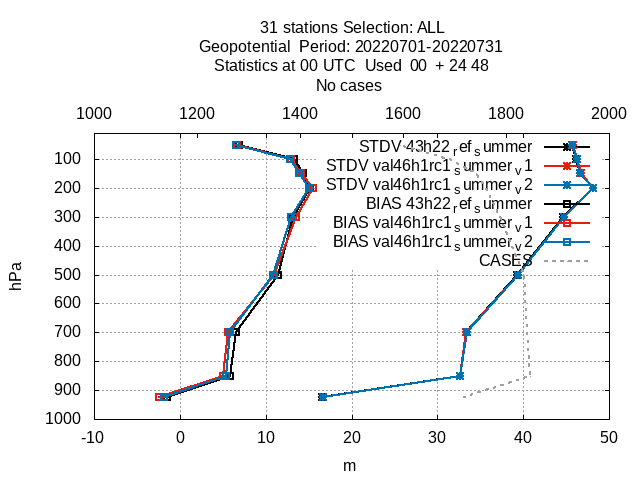 31 stations Selection: ALL
Geopotential  Period: 20220701-20220731
Statistics at 00 UTC  Used  00  + 24 48
No cases
1000 1200 1400 1600 1800 2000
STDV 43h22_ref_summer
STDV val46h1rc1_summer_v1
STDV val46h1rc1_summer_v2
BIAS 43h22_ref_summer
BIAS val46h1rc1_summer_v1
BIAS val46h1rc1_summer_v2
CASES
hPa
100
200
300
400
500
600
700
800
900
1000
-10 0 10 20 30 40 50
m